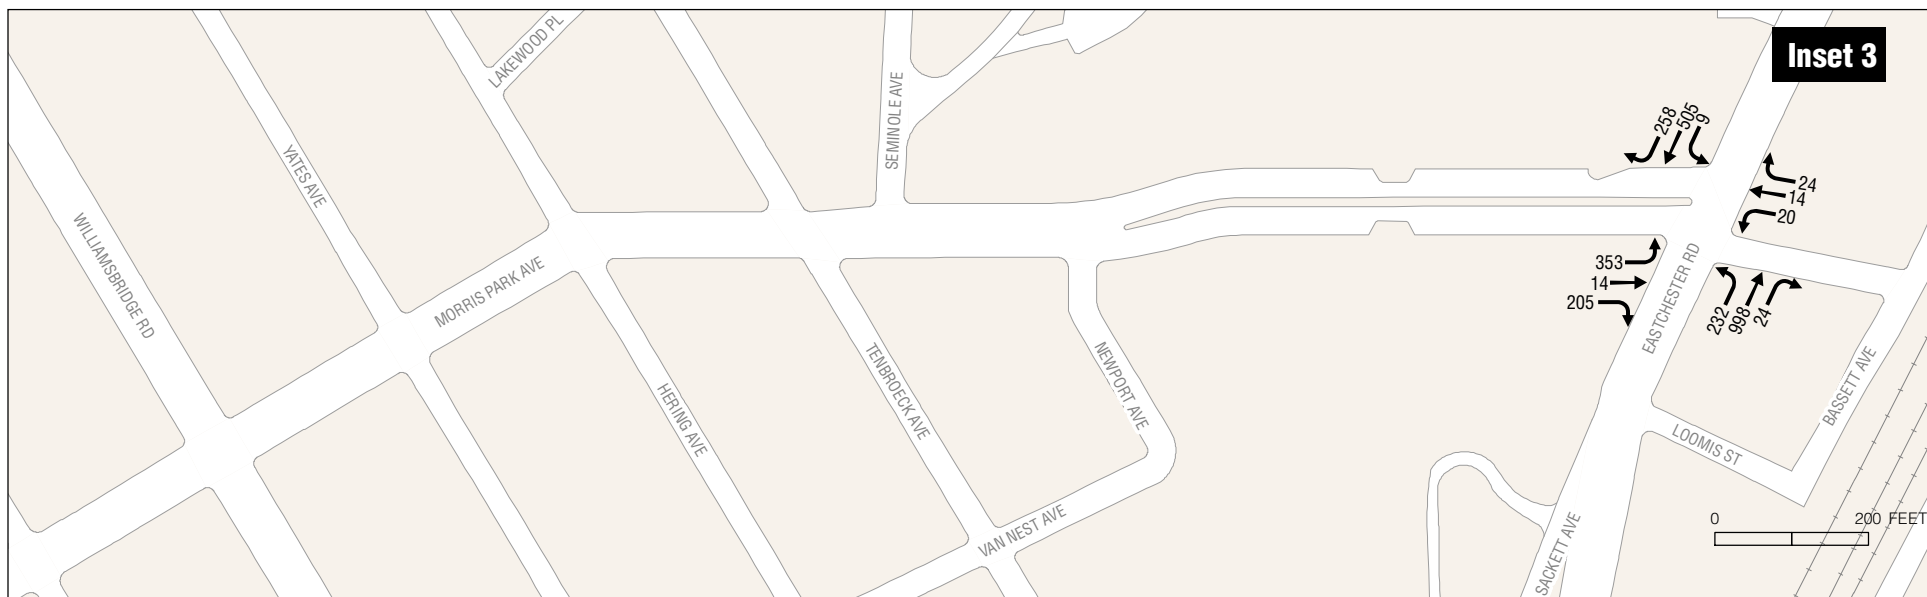 LAKEWOOD PL
Inset 3
SEMINOLE AVE
258
505
9
YATES AVE
24
14
20
WILLIAMSBRIDGE RD
MORRIS PARK AVE
353
14
205
EASTCHESTER RD
232
998
24
HERING AVE
TENBROECK AVE
NEWPORT AVE
BASSETT AVE
LOOMIS ST
VAN NEST AVE
SACKETT AVE
0 200 FEET